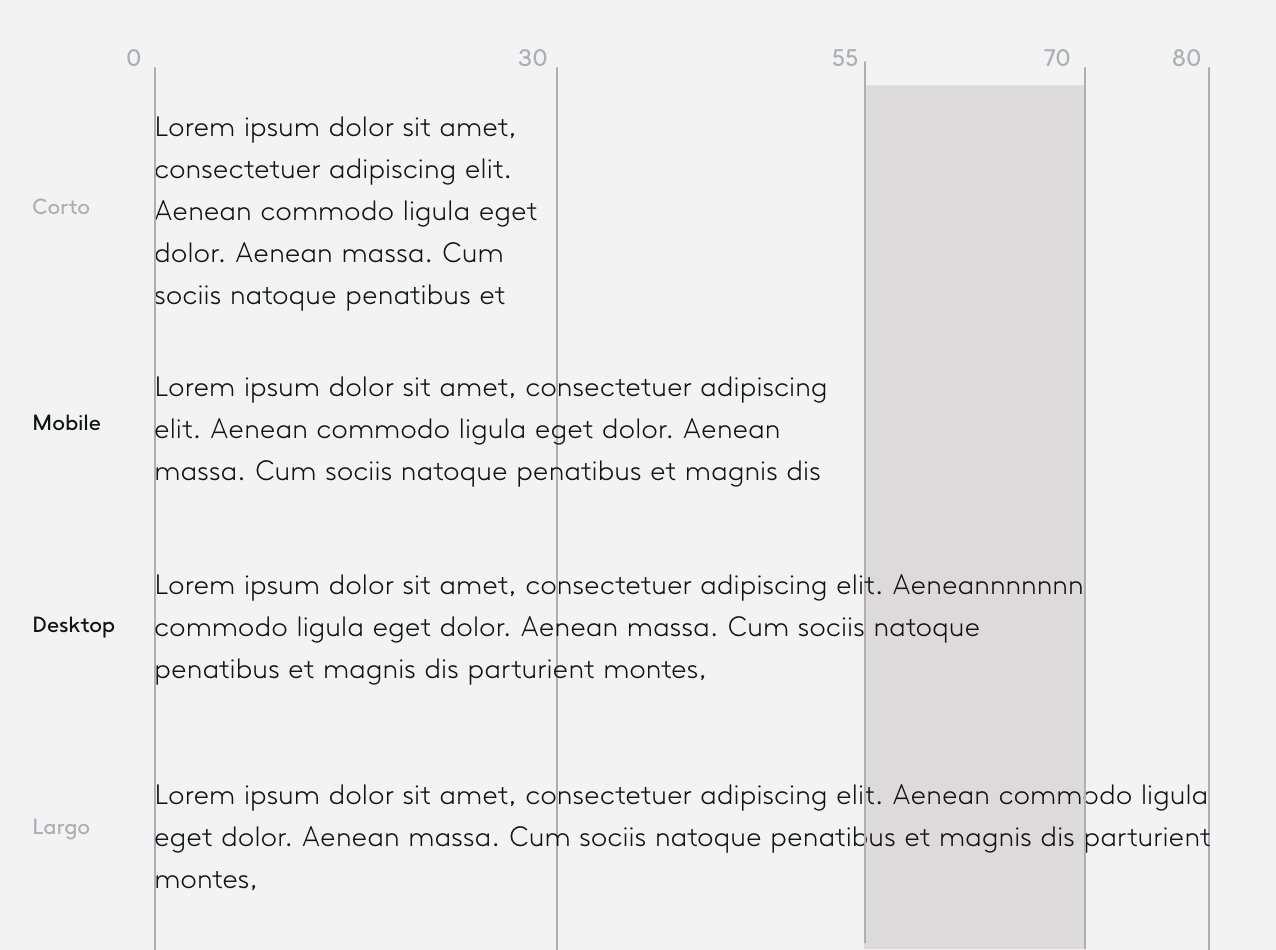 0 30 55 70 80
Corto
Lorem ipsum dolor sit amet,
consectetuer adipiscing elit.
Aenean commodo ligula eget
dolor. Aenean massa. Cum
sociis natoque penatibus et
Mobile
Lorem ipsum dolor sit amet, consectetuer adipiscing
elit. Aenean commodo ligula eget dolor. Aenean
massa. Cum sociis natoque penatibus et magnis dis
Desktop
Lorem ipsum dolor sit amet, consectetuer adipiscing elit. Aeneannnnnnn
commodo ligula eget dolor. Aenean massa. Cum sociis natoque
penatibus et magnis dis parturient montes,
Largo
Lorem ipsum dolor sit amet, consectetuer adipiscing elit. Aenean commodo ligula
eget dolor. Aenean massa. Cum sociis natoque penatibus et magnis dis parturient
montes,